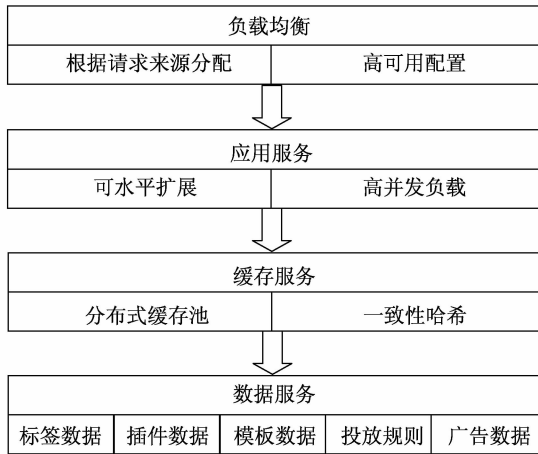 负载均衡
根据请求来源分配 高可用配置
应用服务
可水平扩展 高并发负载
缓存服务
分布式缓存池 一致性哈希
数据服务
标签数据 插件数据 模板数据 投放规则 广告数据